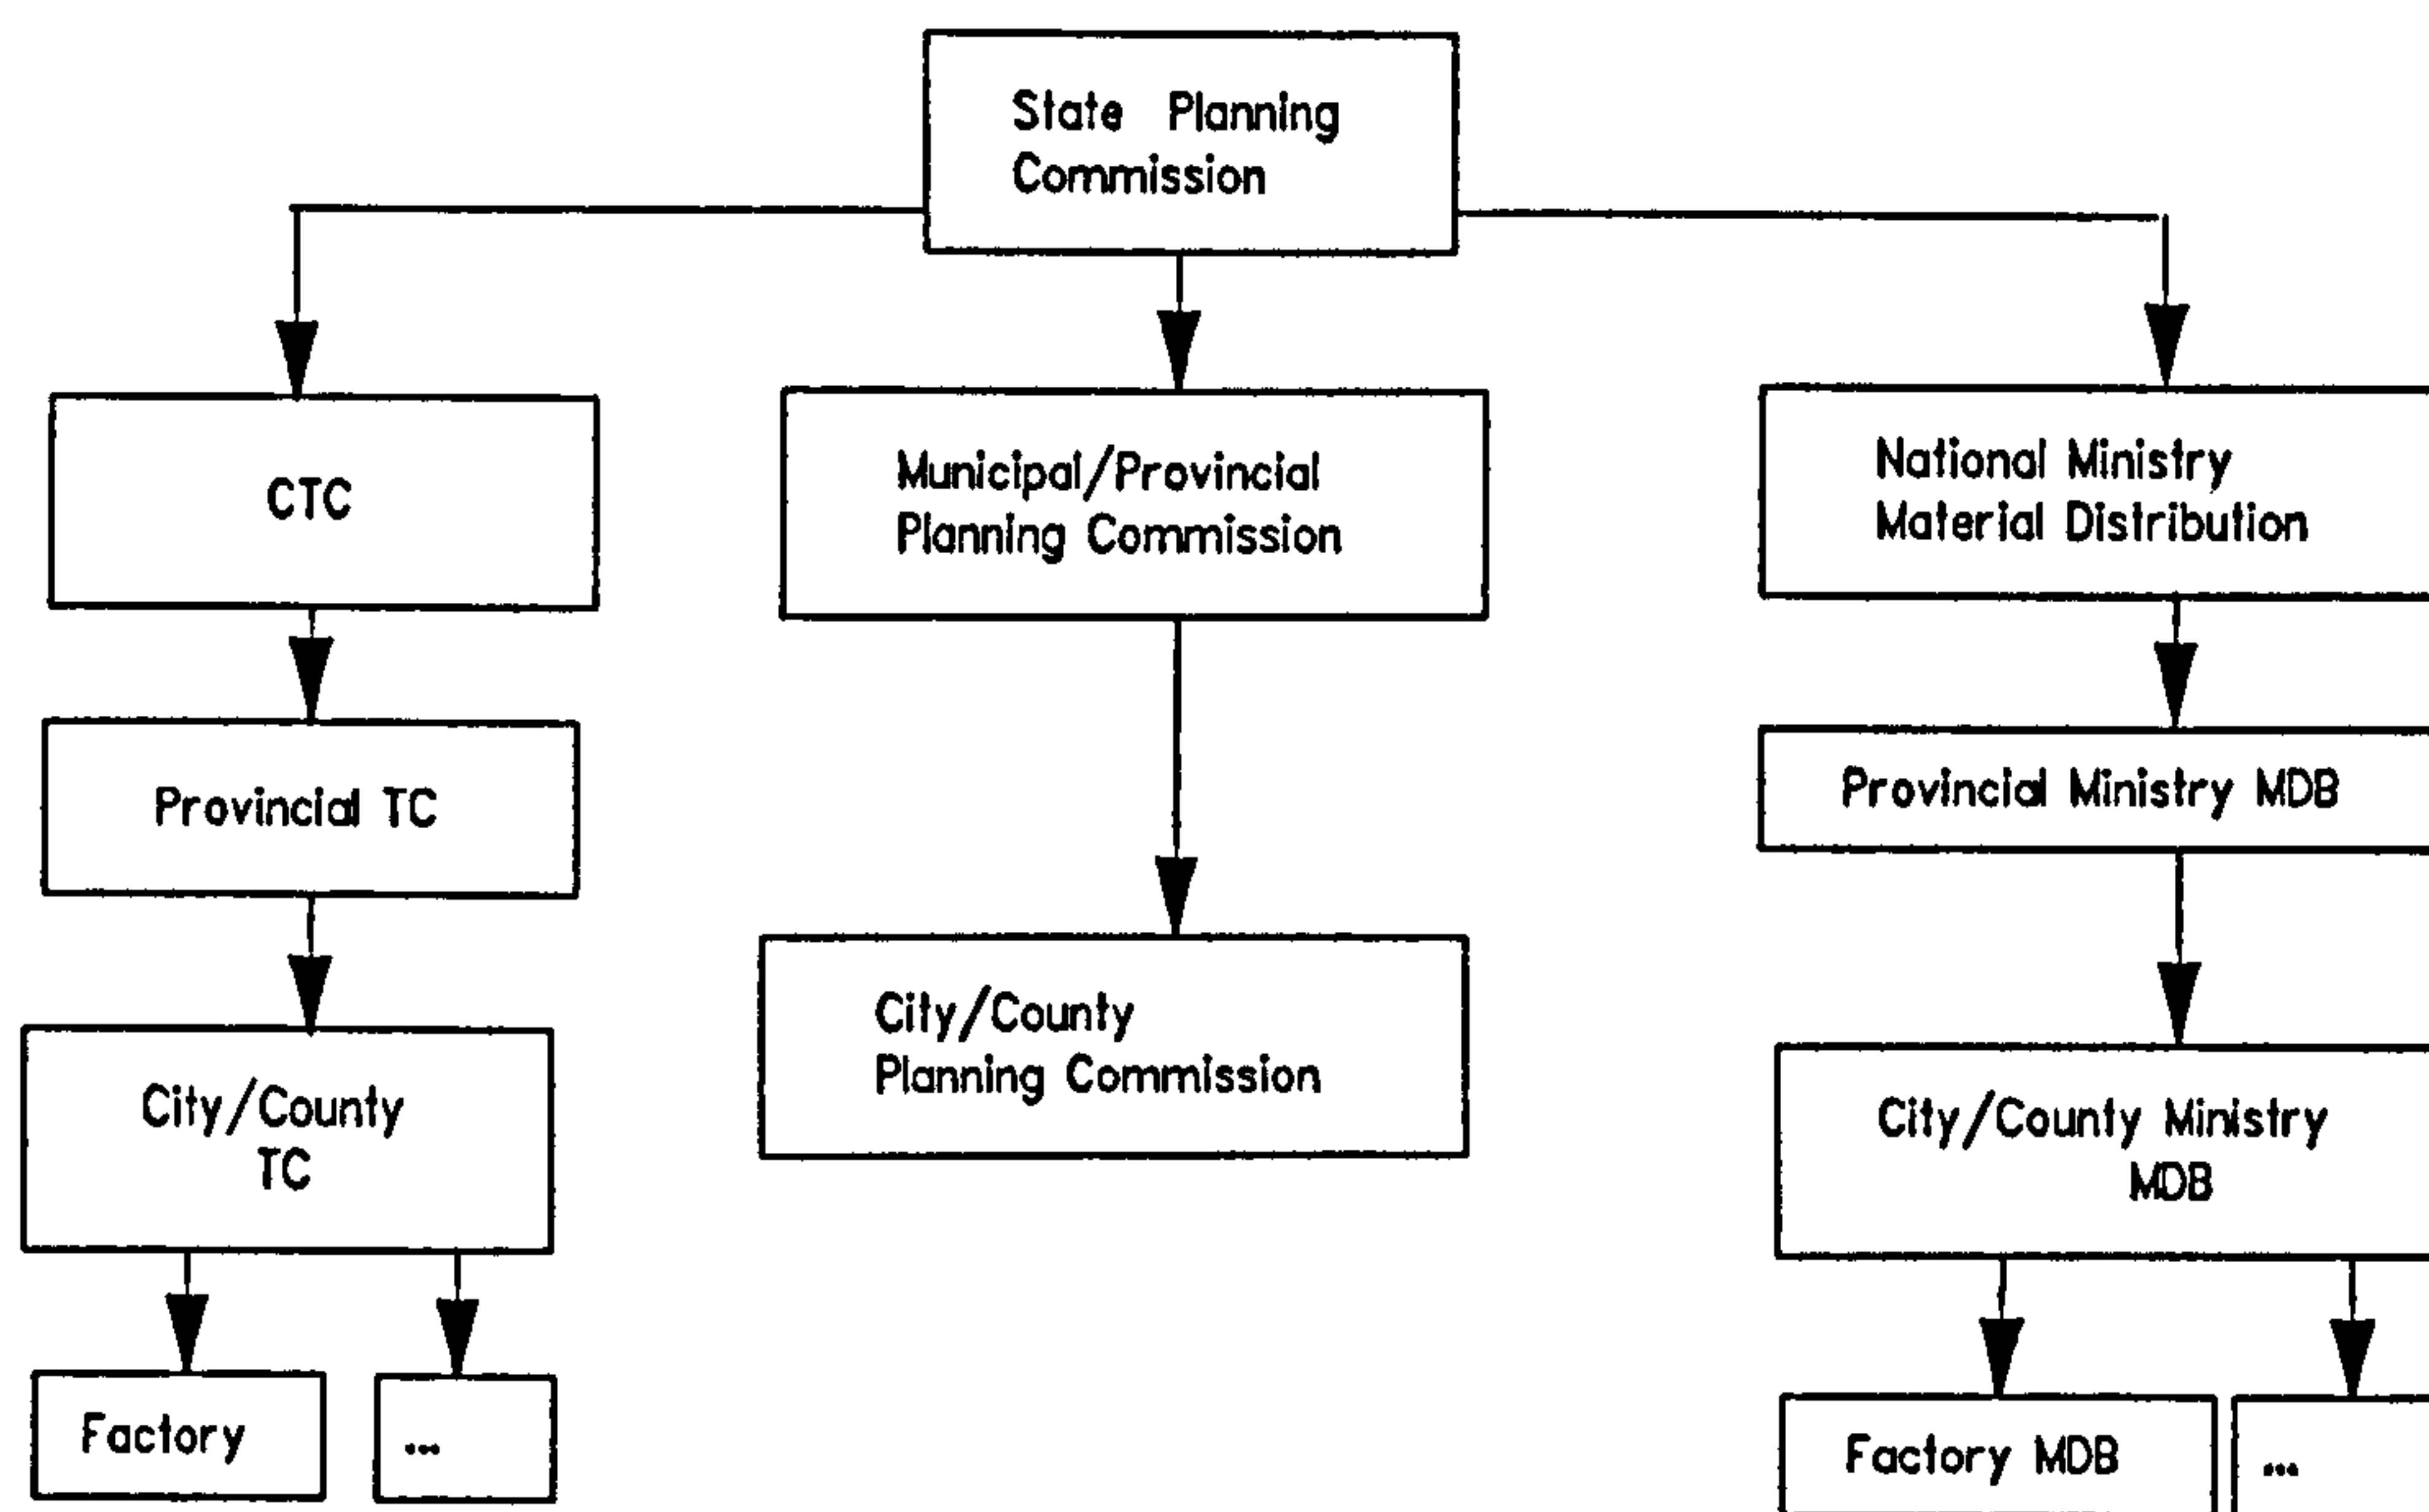 State Planning
Commission
CTC
Municipal/Provincial
Planning Commission
National Ministry
Material Distribution
Provincial TC
Provincial Ministry MDB
City/County
Planning Commission
City/County
TC
City/County Ministry
MDB
Factory
...
Factory MDB
...